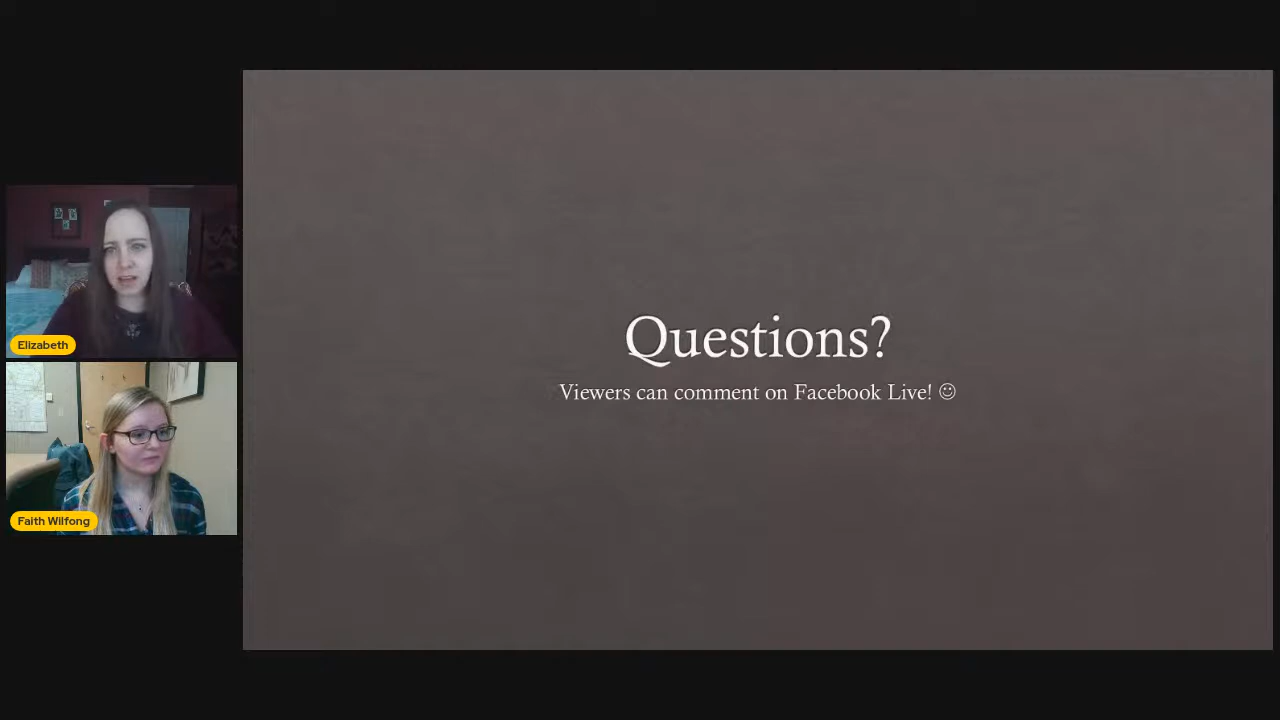 Elizabeth
Faith Wilfong
Questions?
Viewers can comment on Facebook Live! ☺